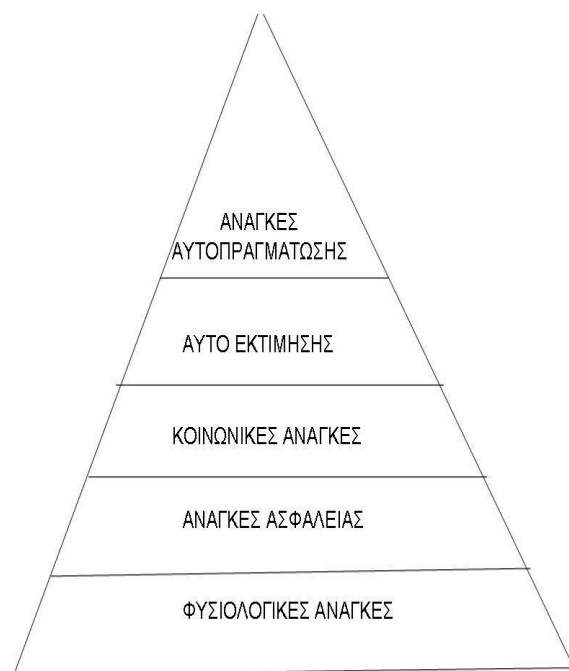 ΑΝΑΓΚΕΣ
ΑΥΤΟΠΡΑΓΜΑΤΩΣΗΣ
ΑΥΤΟ ΕΚΤΙΜΗΣΗΣ
ΚΟΙΝΩΝΙΚΕΣ ΑΝΑΓΚΕΣ
ΑΝΑΓΚΕΣ ΑΣΦΑΛΕΙΑΣ
ΦΥΣΙΟΛΟΓΙΚΕΣ ΑΝΑΓΚΕΣ